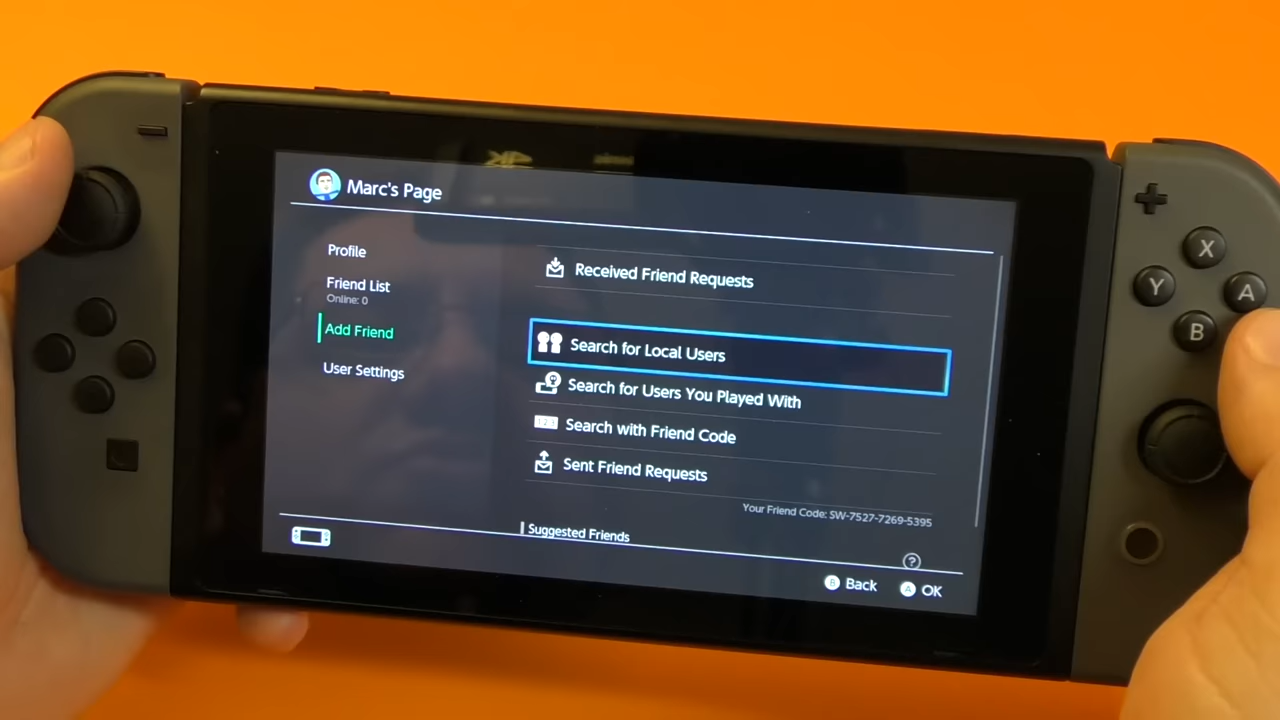 Marc's Page
Profile
Friend List
Online: 0
Add Friend
User Settings
Received Friend Requests
Search for Local Users
Search for Users You Played With
Search with Friend Code
Sent Friend Requests
Your Friend Code: SW-7527-7269-5395
Suggested Friends
?
B Back
A OK
X
Y
A
B
4K